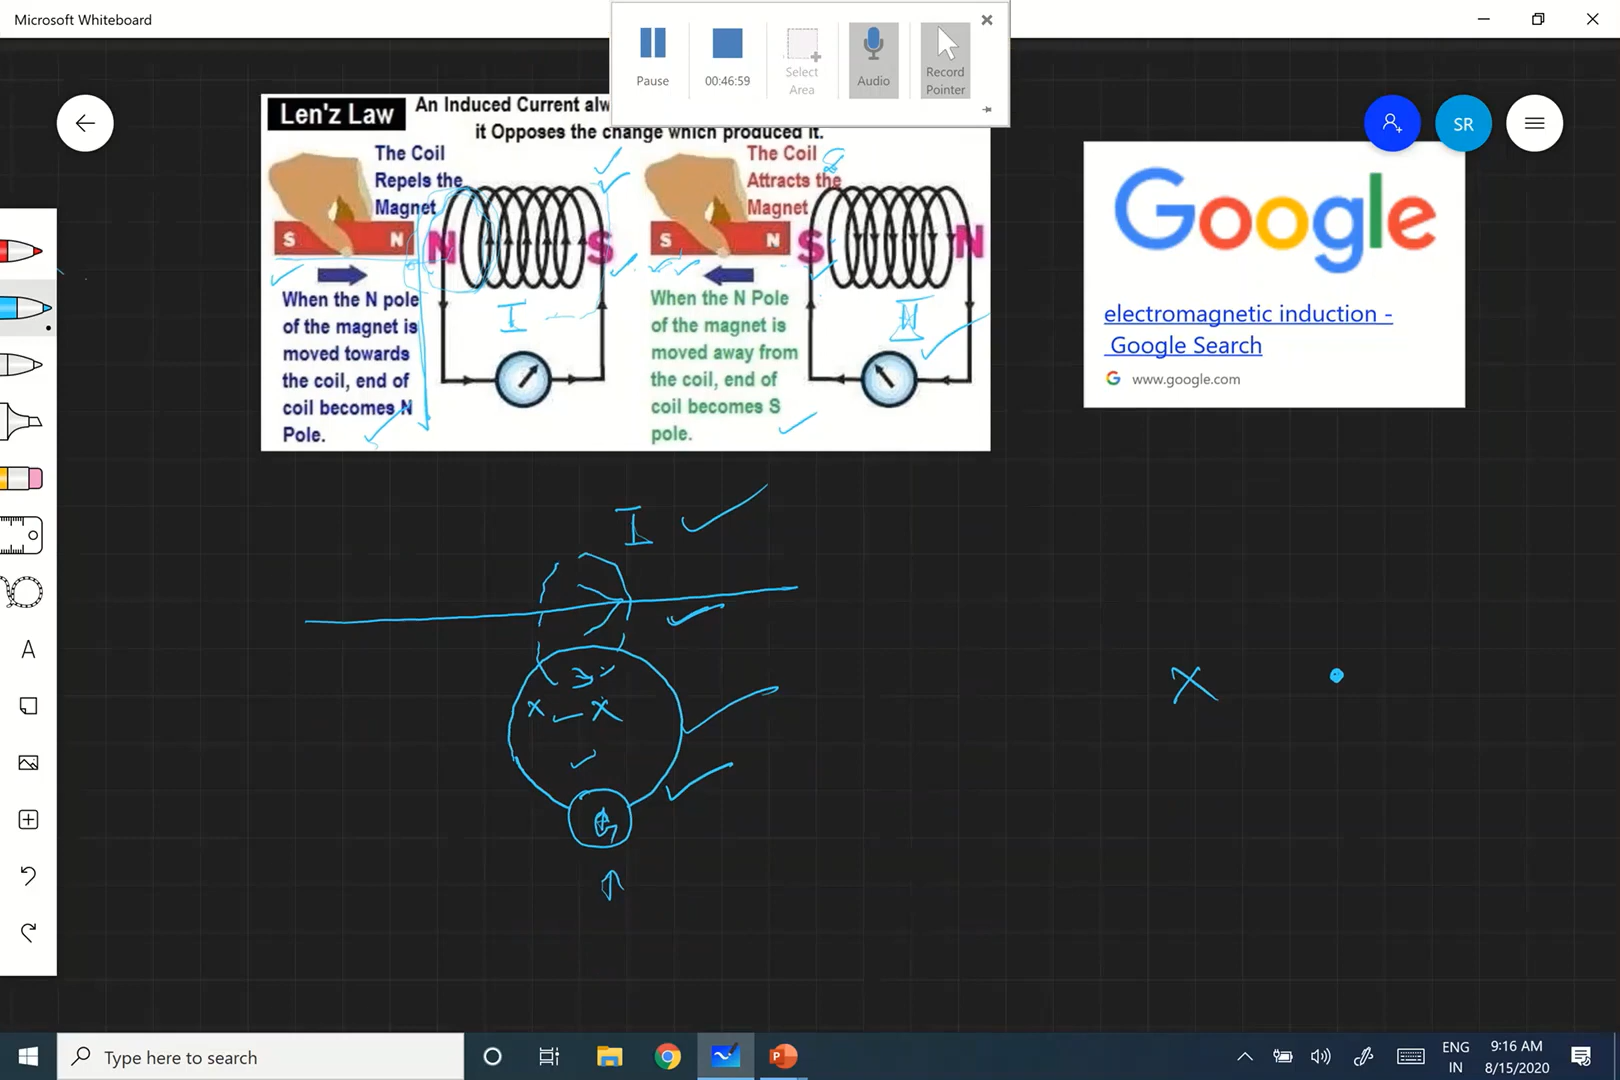 Microsoft Whiteboard
Pause
00:46:59
Select
Area
Audio
Record
Pointer
SR
Len'z Law
An Induced Current alw
it Opposes the change which produced it.
The Coil
Repels the
Magnet
S N
N S
When the N pole
of the magnet is
moved towards
the coil, end of
coil becomes N
Pole.
I
The Coil
Attracts the
Magnet
S N
S N
When the N Pole
of the magnet is
moved away from
the coil, end of
coil becomes S
pole.
Google
electromagnetic induction -
Google Search
G www.google.com
I
x x
X
A
Type here to search
ENG
IN
9:16 AM
8/15/2020